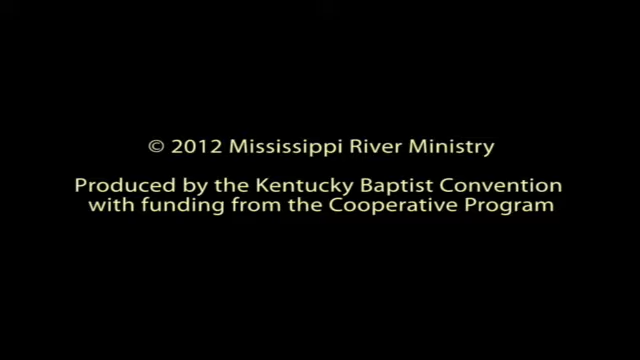 © 2012 Mississippi River Ministry
Produced by the Kentucky Baptist Convention
with funding from the Cooperative Program